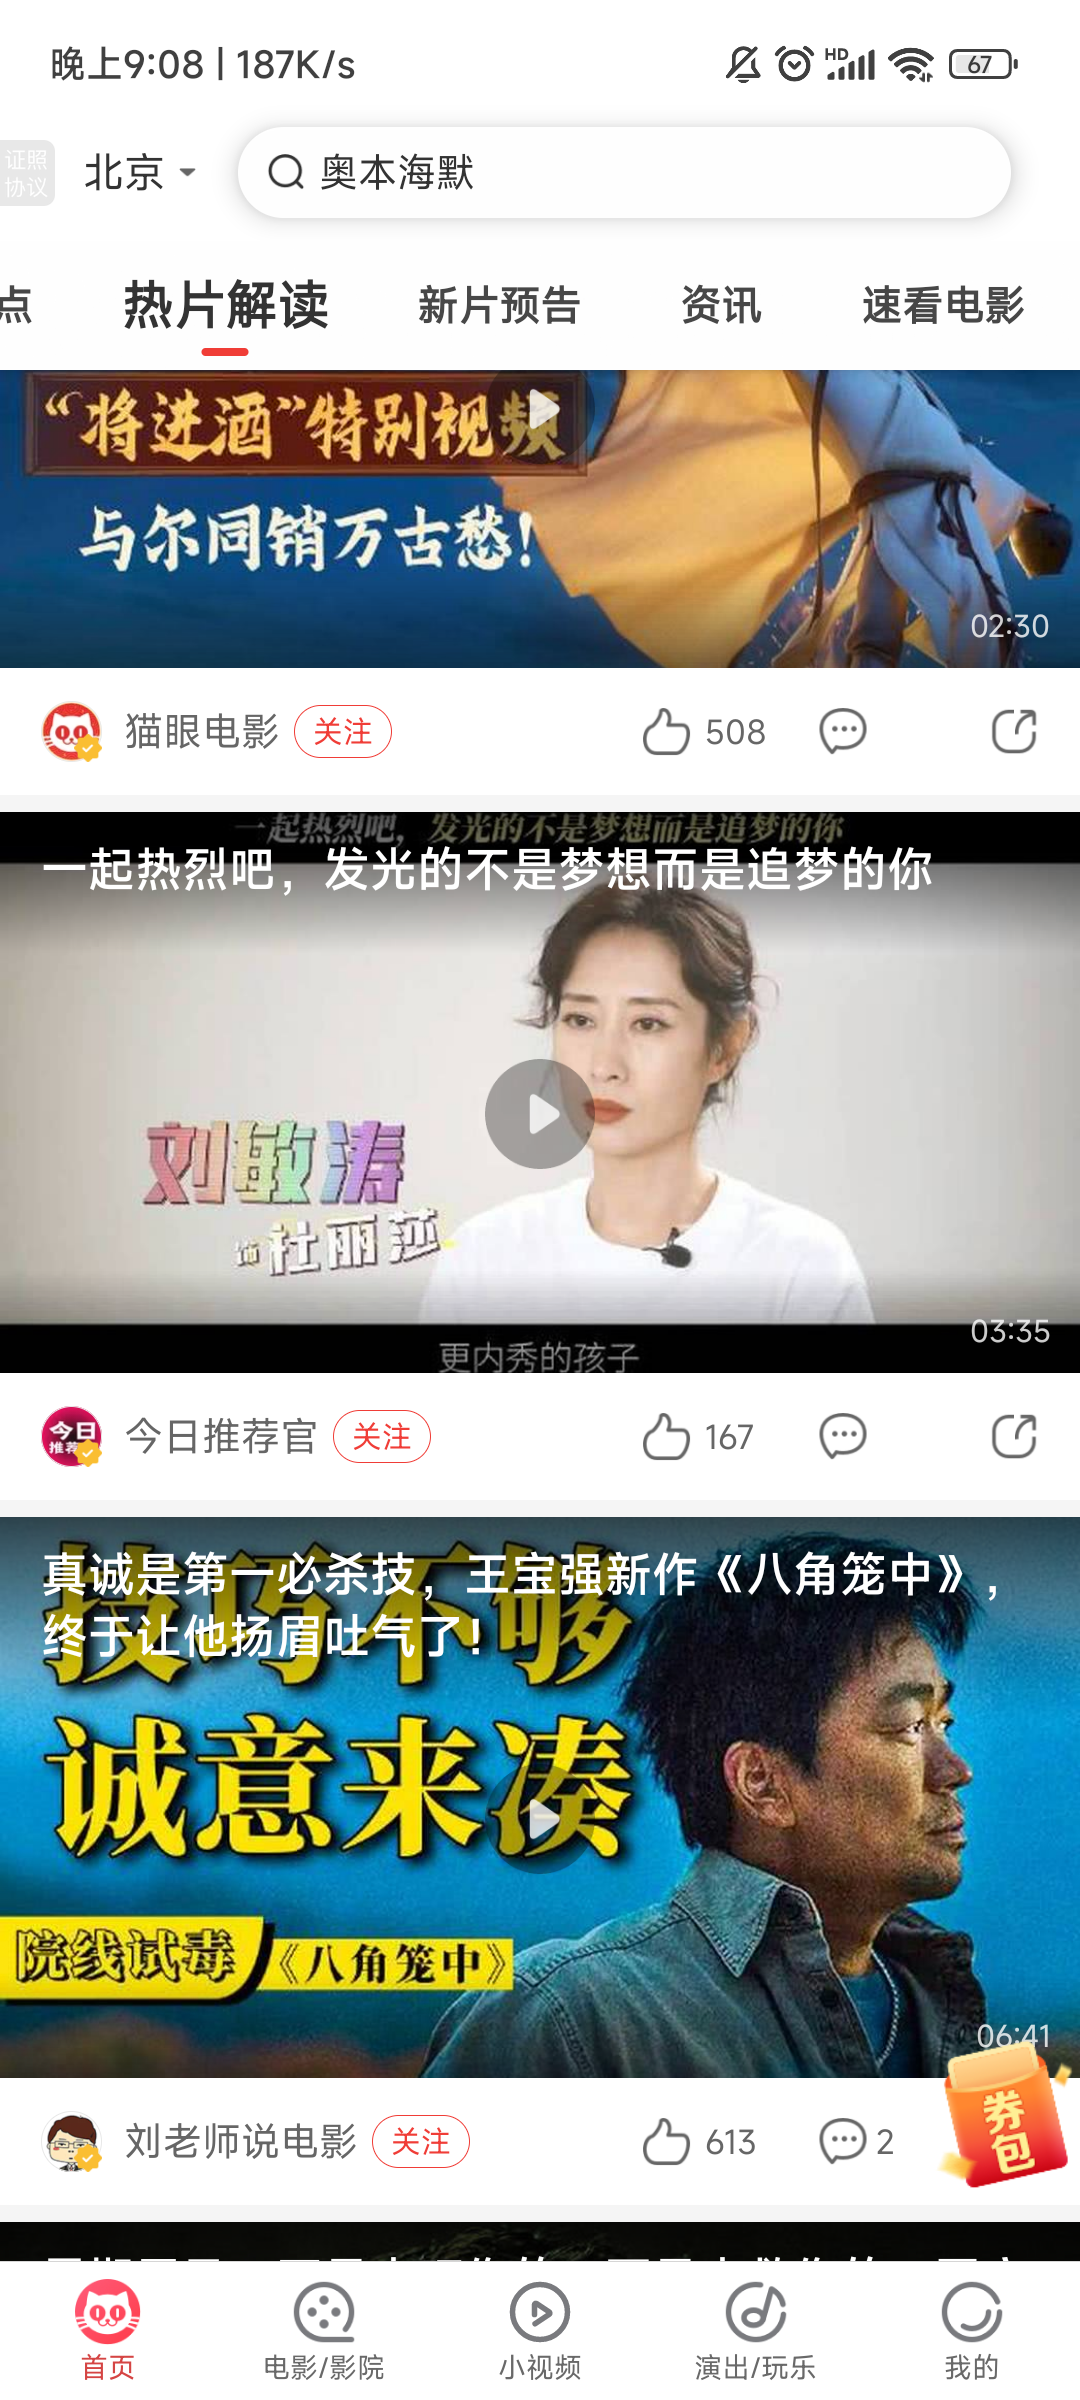 晚上9:08 | 187K/s
HD
67
证照
协议
北京
奥本海默
点
热片解读
新片预告
资讯
速看电影
“将进酒”特别视频
与尔同销万古愁!
02:30
猫眼电影
关注
508
一起热烈吧，发光的不是梦想而是追梦的你
一起热烈吧，发光的不是梦想而是追梦的你
刘敏涛
饰 杜丽莎
更内秀的孩子
03:35
今日
推荐
今日推荐官
关注
167
真诚是第一必杀技，王宝强新作《八角笼中》，
终于让他扬眉吐气了！
技巧不够
诚意来凑
院线试毒
《八角笼中》
06:41
刘老师说电影
关注
613
2
券
包
首页
电影/影院
小视频
演出/玩乐
我的